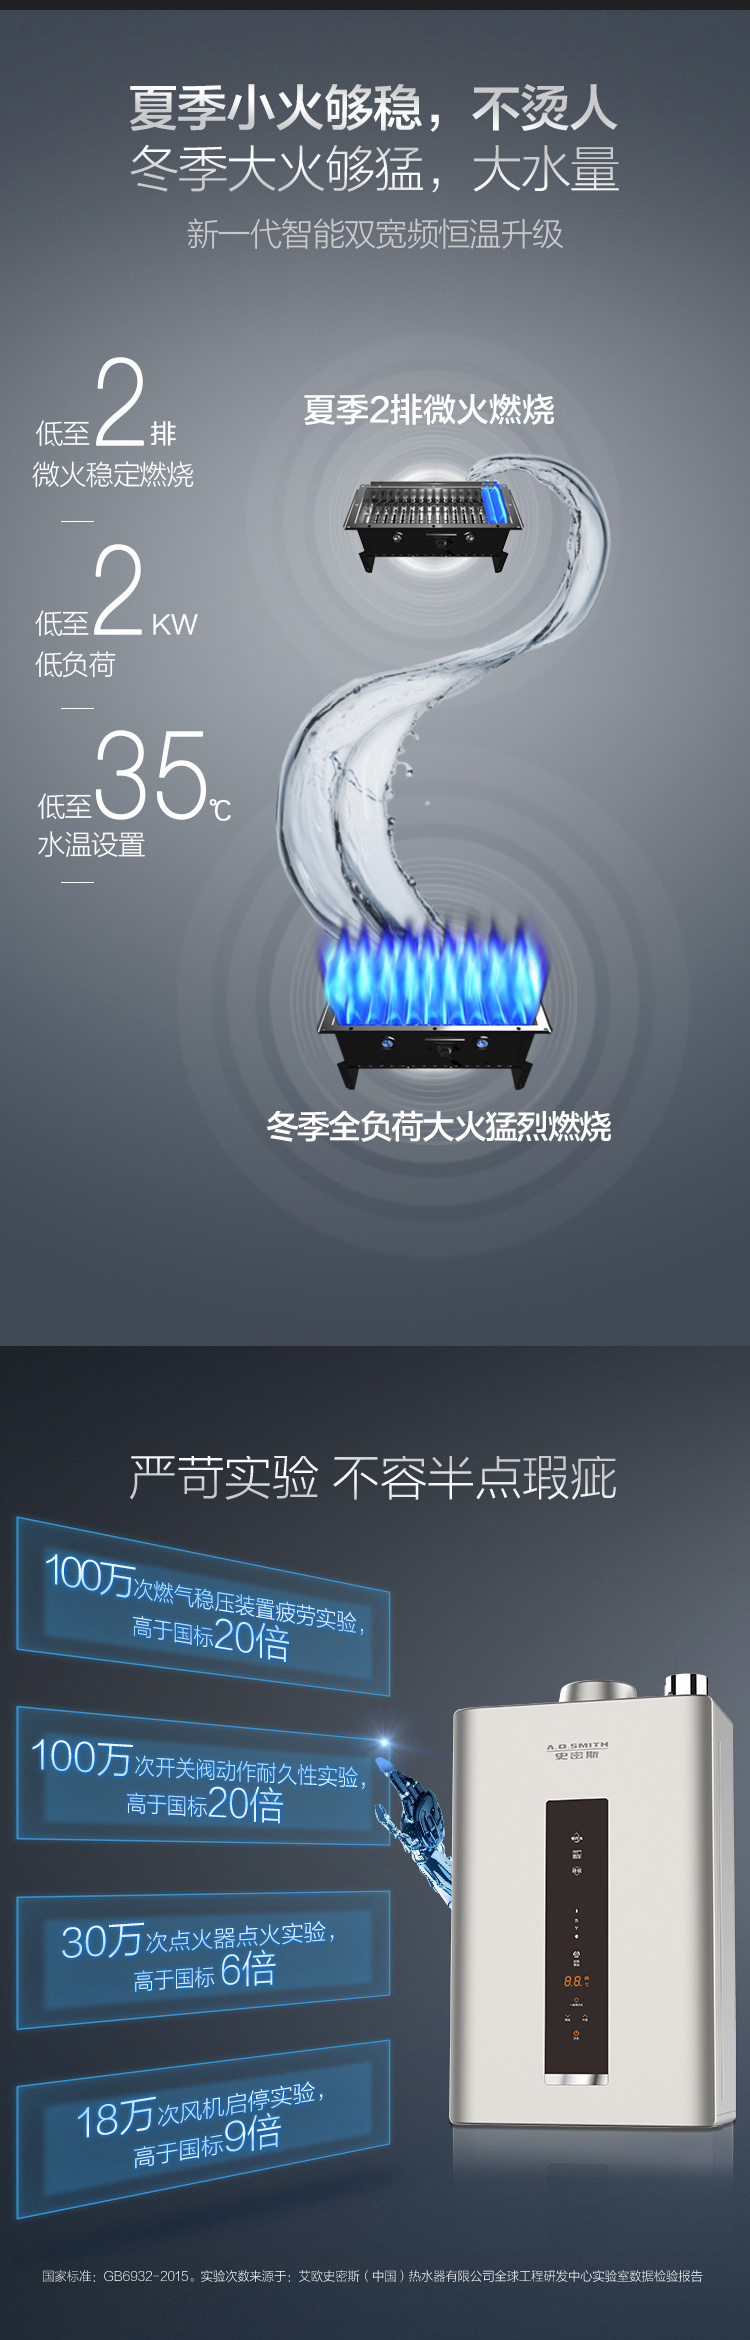 夏季小火够稳，不烫人
冬季大火够猛，大水量
新一代智能双宽频恒温升级
低至2排
微火稳定燃烧
低至2KW
低负荷
低至35℃
水温设置
夏季2排微火燃烧
冬季全负荷大火猛烈燃烧
严苛实验 不容半点瑕疵
100万次燃气稳压装置疲劳实验，
高于国标20倍
100万次开关阀动作耐久性实验，
高于国标20倍
30万次点火器点火实验，
高于国标6倍
18万次风机启停实验，
高于国标9倍
A.O.SMITH
史密斯
88
国家标准：GB6932-2015。实验次数来源于：艾欧史密斯（中国）热水器有限公司全球工程研发中心实验室数据检验报告